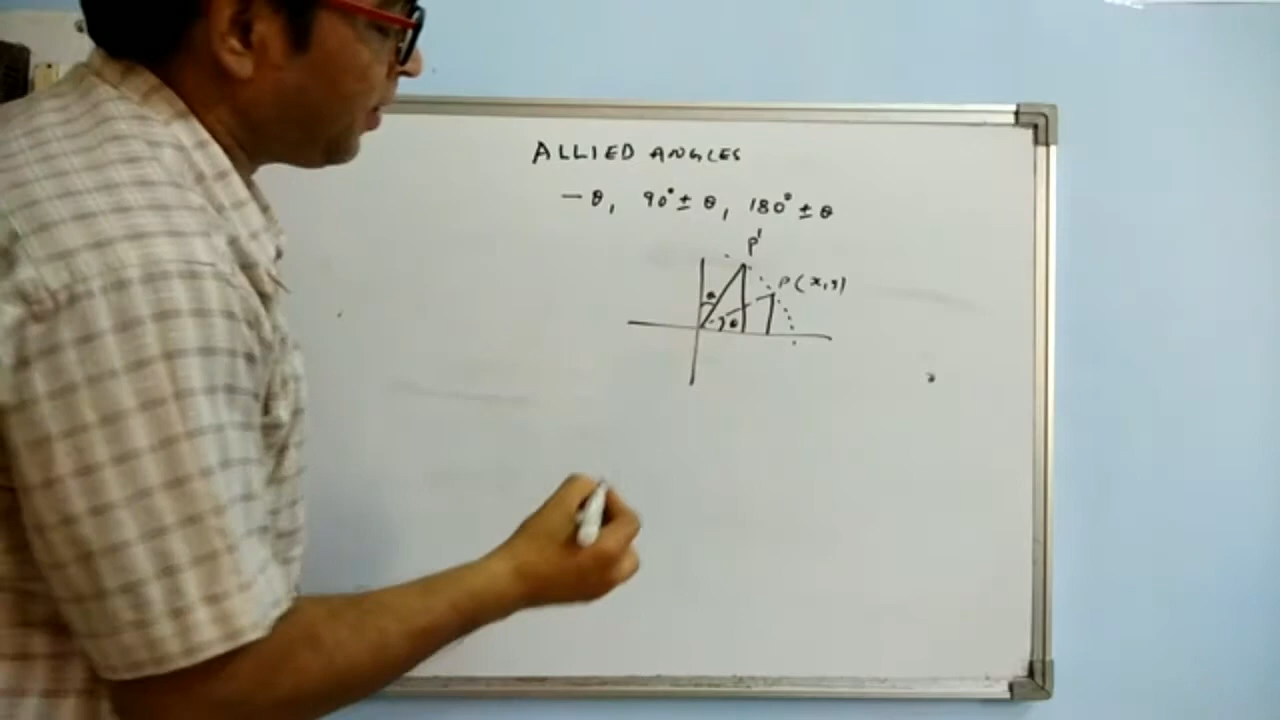 ALLIED ANGLES
- θ, 90° ± θ, 180° ± θ
P'
P(x,y)
θ
θ